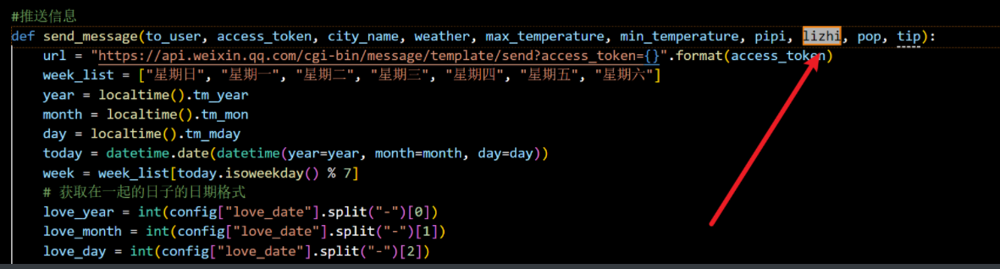 #推送信息
def send_message(to_user, access_token, city_name, weather, max_temperature, min_temperature, pipi, lizhi, pop, tip):
url = "https://api.weixin.qq.com/cgi-bin/message/template/send?access_token={}".format(access_token)
week_list = ["星期日", "星期一", "星期二", "星期三", "星期四", "星期五", "星期六"]
year = localtime().tm_year
month = localtime().tm_mon
day = localtime().tm_mday
today = datetime.date(datetime(year=year, month=month, day=day))
week = week_list[today.isoweekday() % 7]
# 获取在一起的日子的日期格式
love_year = int(config["love_date"].split("-")[0])
love_month = int(config["love_date"].split("-")[1])
love_day = int(config["love_date"].split("-")[2])